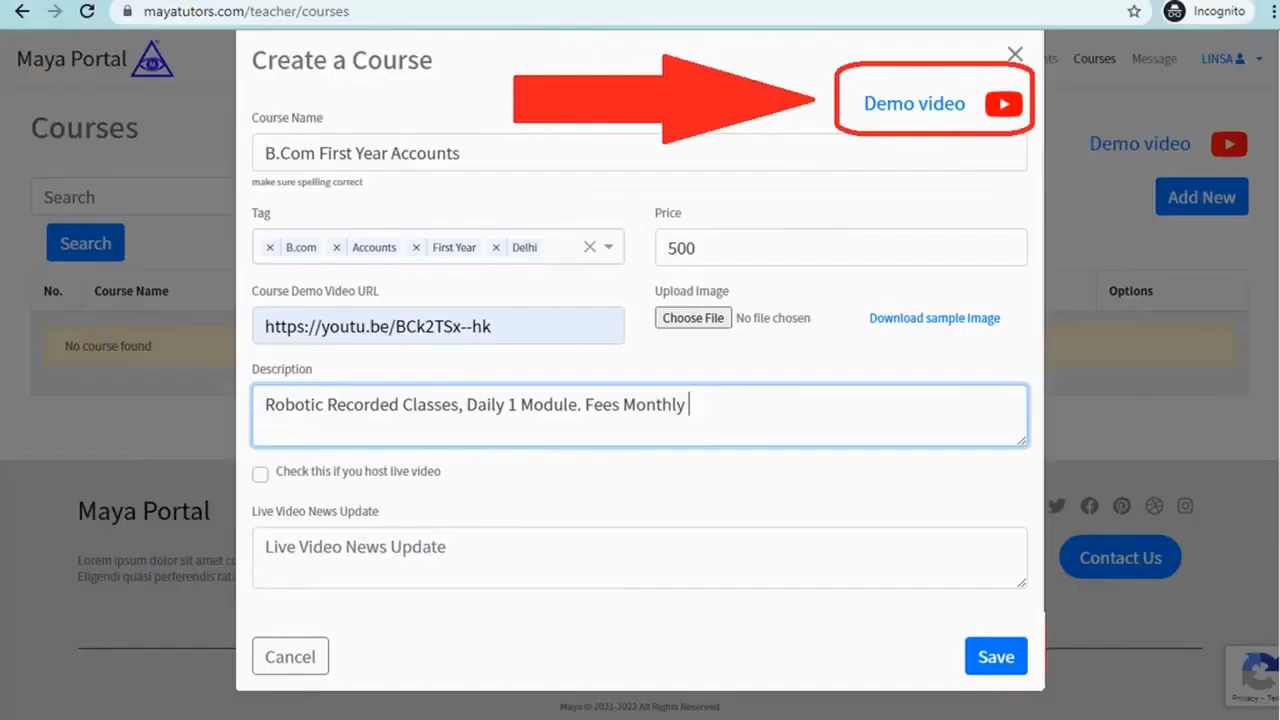 mayatutors.com/teacher/courses
Incognito
Maya Portal
Courses
Message
LINSA
Create a Course
Demo video
Courses
Demo video
Course Name
B.Com First Year Accounts
make sure spelling correct
Search
Add New
Tag
Price
B.com
Accounts
First Year
Delhi
500
Search
No.
Course Name
Options
Course Demo Video URL
Upload Image
https://youtu.be/BCk2TSx--hk
Choose File
No file chosen
Download sample Image
No course found
Description
Robotic Recorded Classes, Daily 1 Module. Fees Monthly
Check this if you host live video
Maya Portal
Live Video News Update
Live Video News Update
Lorem ipsum dolor sit amet
Eligendi quasi perferendis
Contact Us
Cancel
Save
Maya © 2021-2022 All Rights Reserved
Privacy